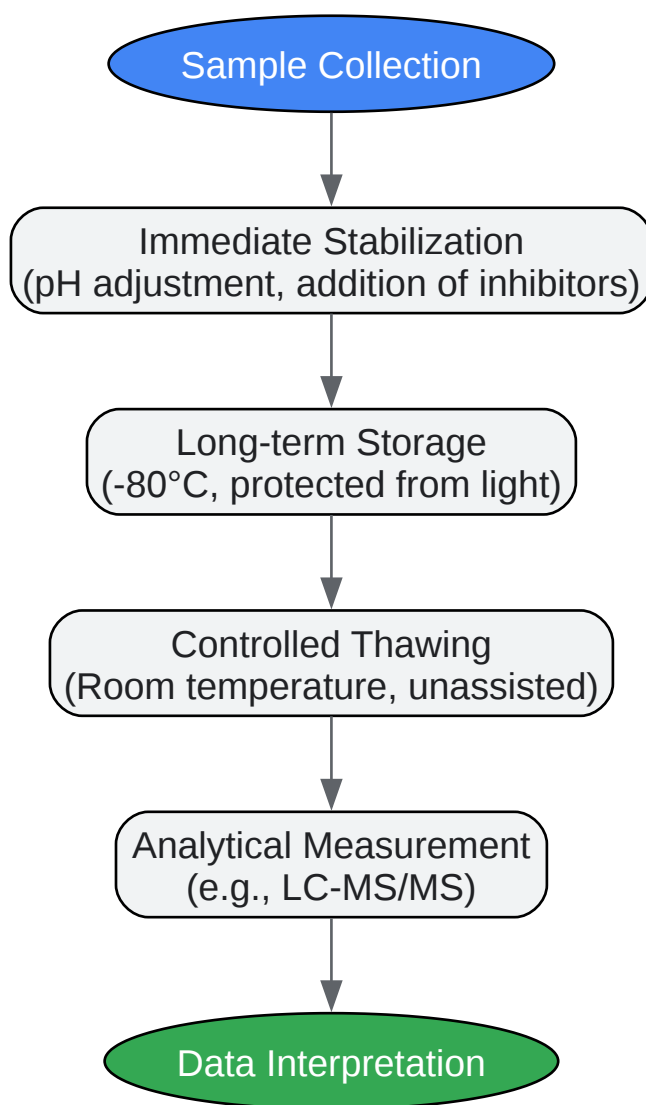 Sample Collection
Immediate Stabilization
(pH adjustment, addition of inhibitors)
Long-term Storage
(-80°C, protected from light)
Controlled Thawing
(Room temperature, unassisted)
Analytical Measurement
(e.g., LC-MS/MS)
Data Interpretation